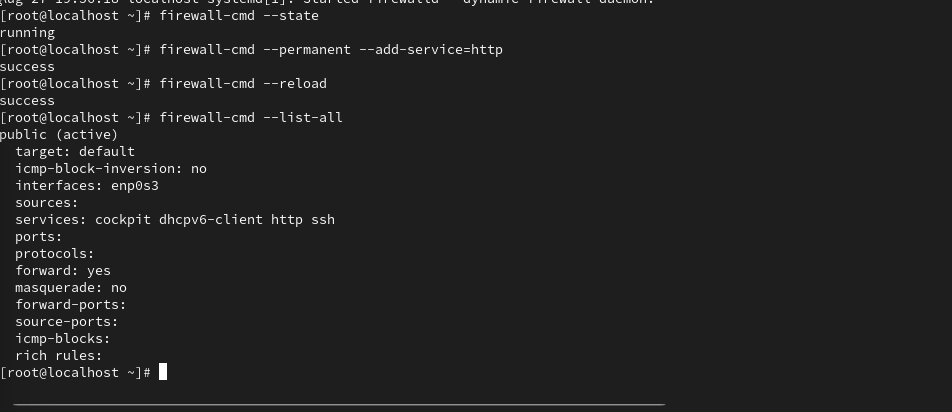 localhost systemd[1]: Started firewalld - dynamic firewall daemon.
[root@localhost ~]# firewall-cmd --state
running
[root@localhost ~]# firewall-cmd --permanent --add-service=http
success
[root@localhost ~]# firewall-cmd --reload
success
[root@localhost ~]# firewall-cmd --list-all
public (active)
  target: default
  icmp-block-inversion: no
  interfaces: enp0s3
  sources:
  services: cockpit dhcpv6-client http ssh
  ports:
  protocols:
  forward: yes
  masquerade: no
  forward-ports:
  source-ports:
  icmp-blocks:
  rich rules:
[root@localhost ~]#